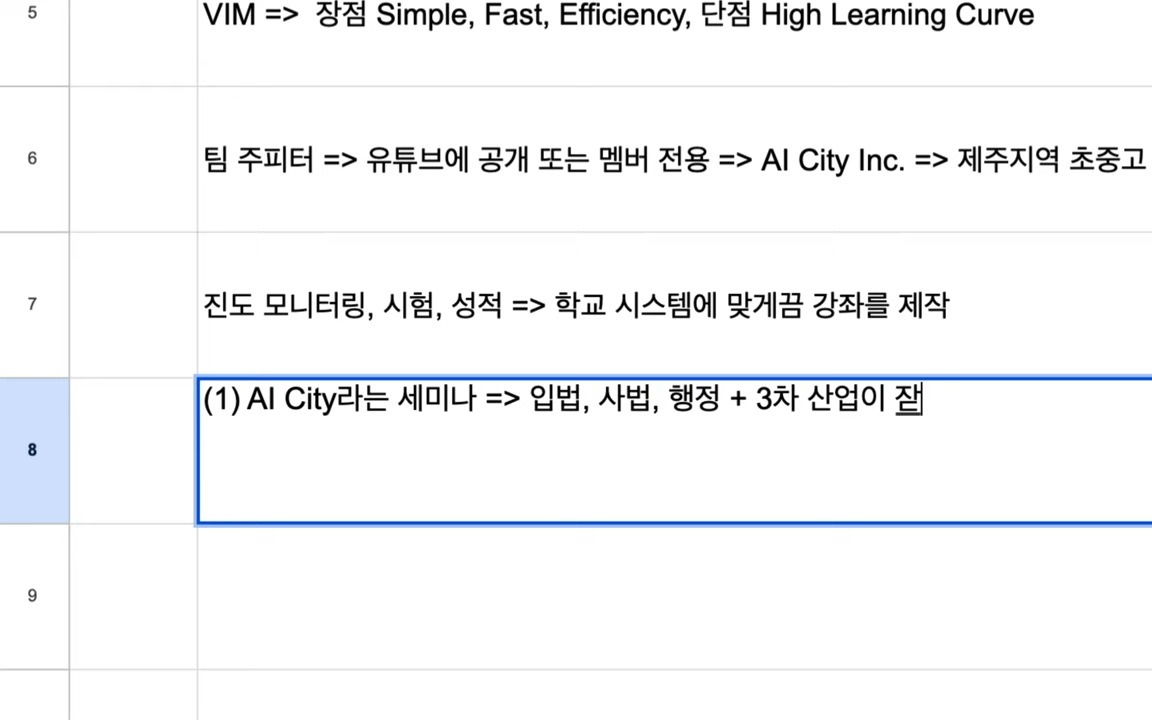 5
VIM => 장점 Simple, Fast, Efficiency, 단점 High Learning Curve
6
팀 주피터 => 유튜브에 공개 또는 멤버 전용 => AI City Inc. => 제주지역 초중고
7
진도 모니터링, 시험, 성적 => 학교 시스템에 맞게끔 강좌를 제작
8
(1) AI City라는 세미나 => 입법, 사법, 행정 + 3차 산업이 잗
9